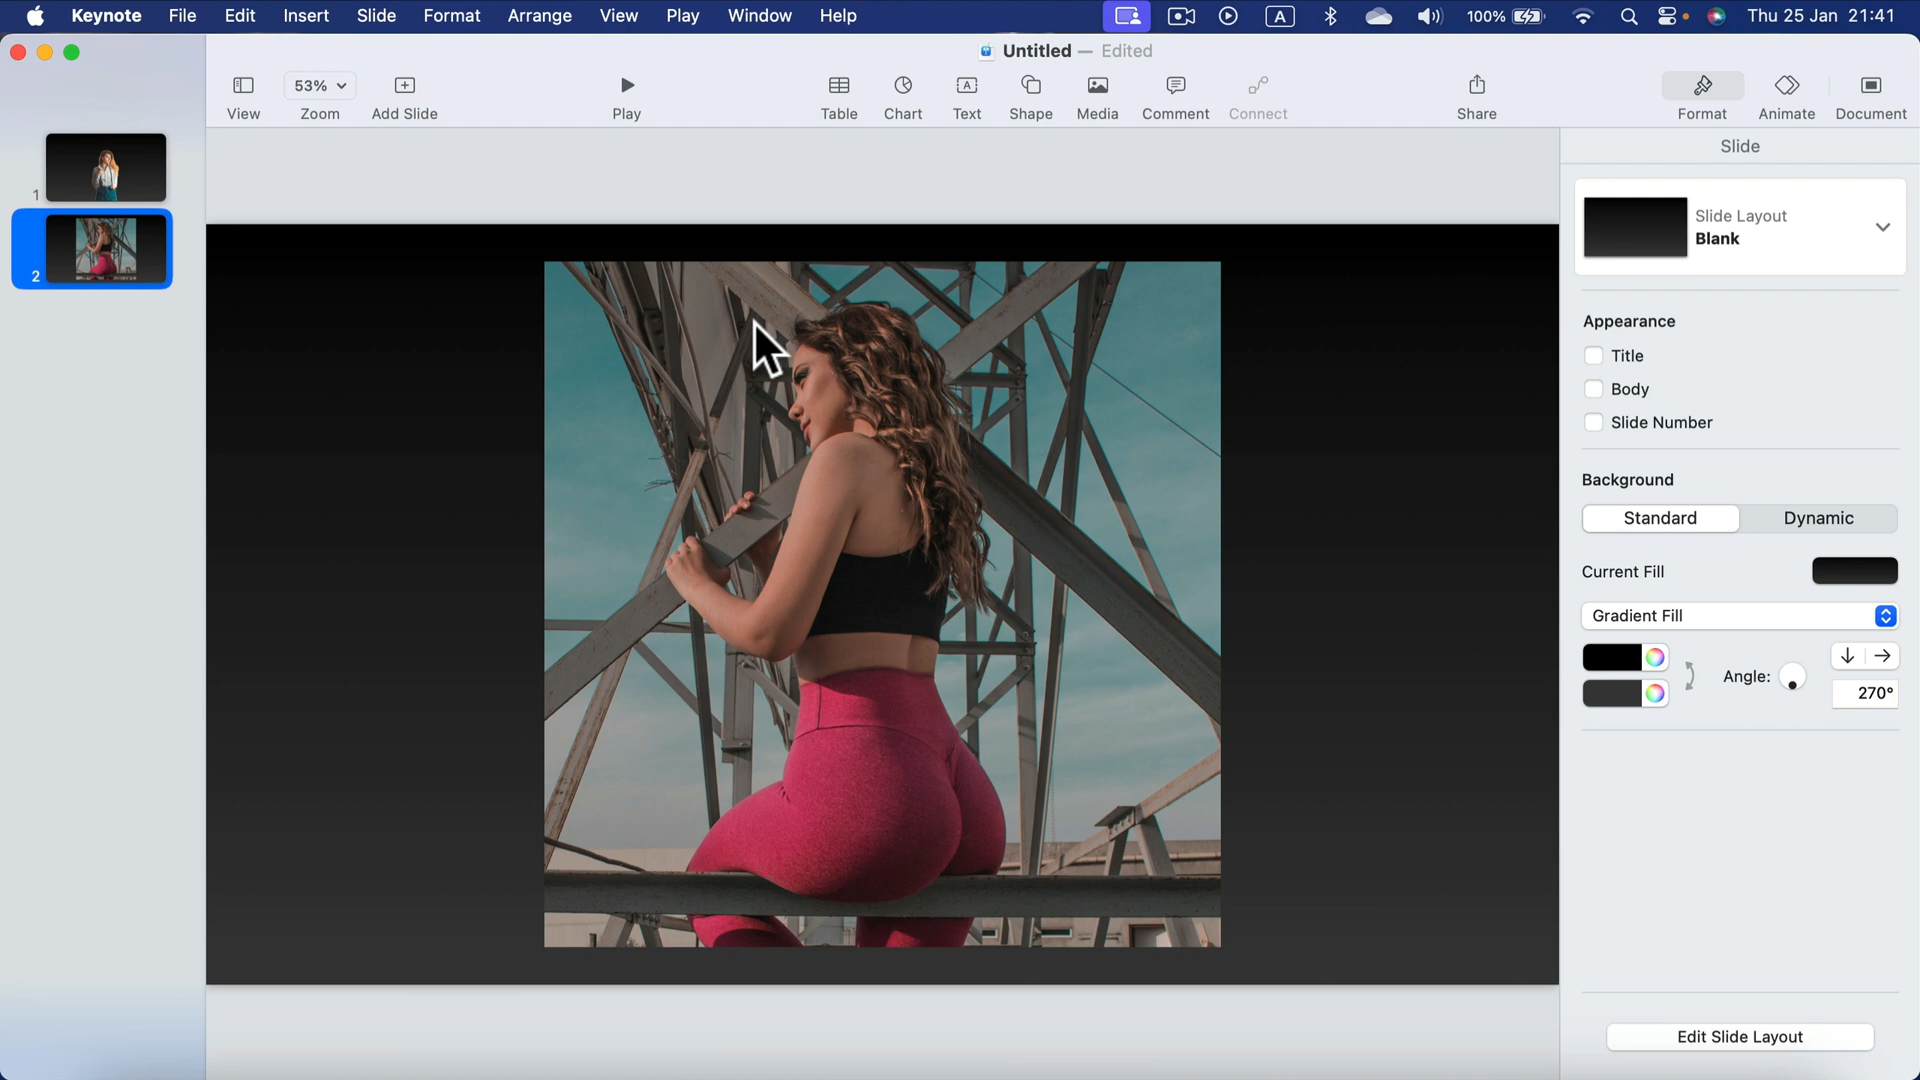 Keynote File Edit Insert Slide Format Arrange View Play Window Help A 100% Thu 25 Jan 21:41
Untitled — Edited
53%
View Zoom Add Slide Play Table Chart Text Shape Media Comment Connect Share Format Animate Document
Slide
Slide Layout
Blank
Appearance
Title
Body
Slide Number
Background
Standard Dynamic
Current Fill
Gradient Fill
Angle:
270°
Edit Slide Layout
1
2